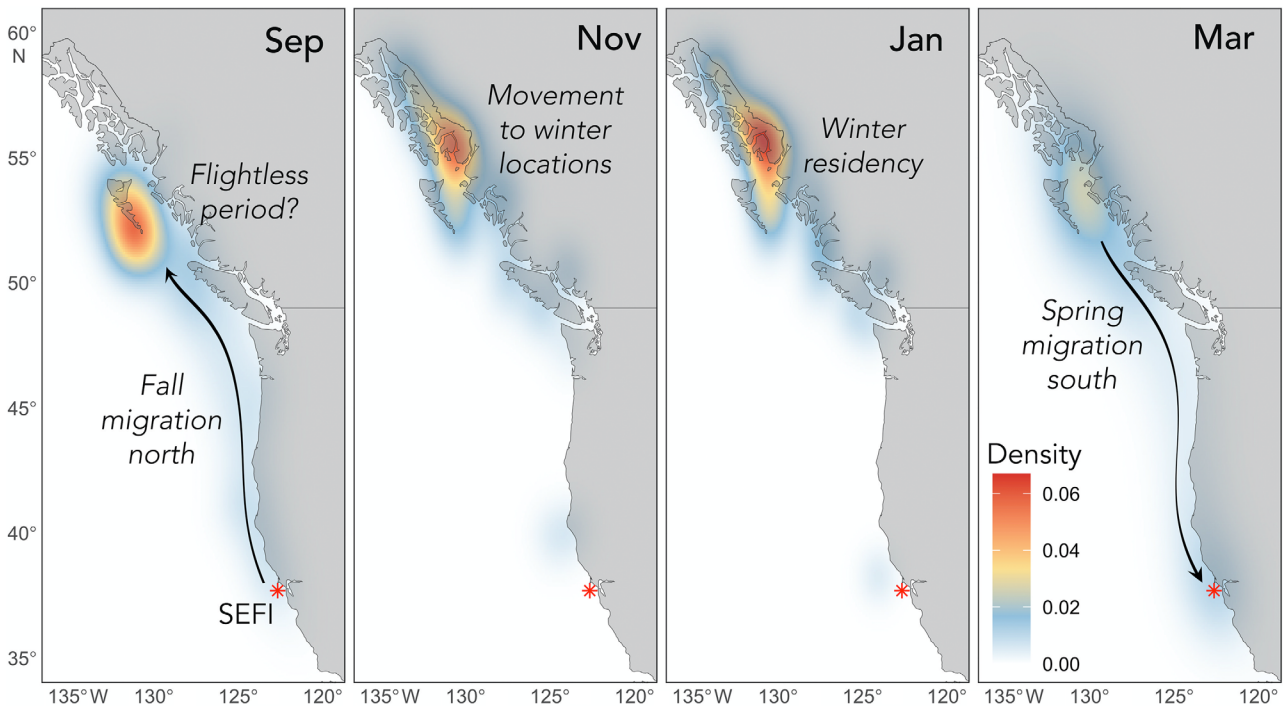 Sep
Nov
Jan
Mar
60°
N
55°
50°
45°
40°
35°
Flightless
period?
Fall
migration
north
SEFI
Movement
to winter
locations
Winter
residency
Spring
migration
south
Density
0.06
0.04
0.02
0.00
135°W 130° 125° 120°
135°W 130° 125° 120°
135°W 130° 125° 120°
135°W 130° 125° 120°